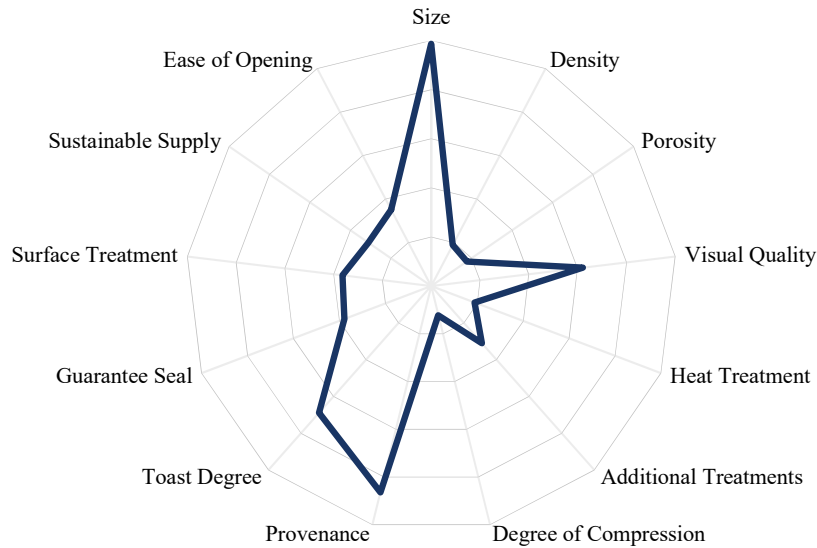 Size
Density
Porosity
Visual Quality
Heat Treatment
Additional Treatments
Degree of Compression
Provenance
Toast Degree
Guarantee Seal
Surface Treatment
Sustainable Supply
Ease of Opening